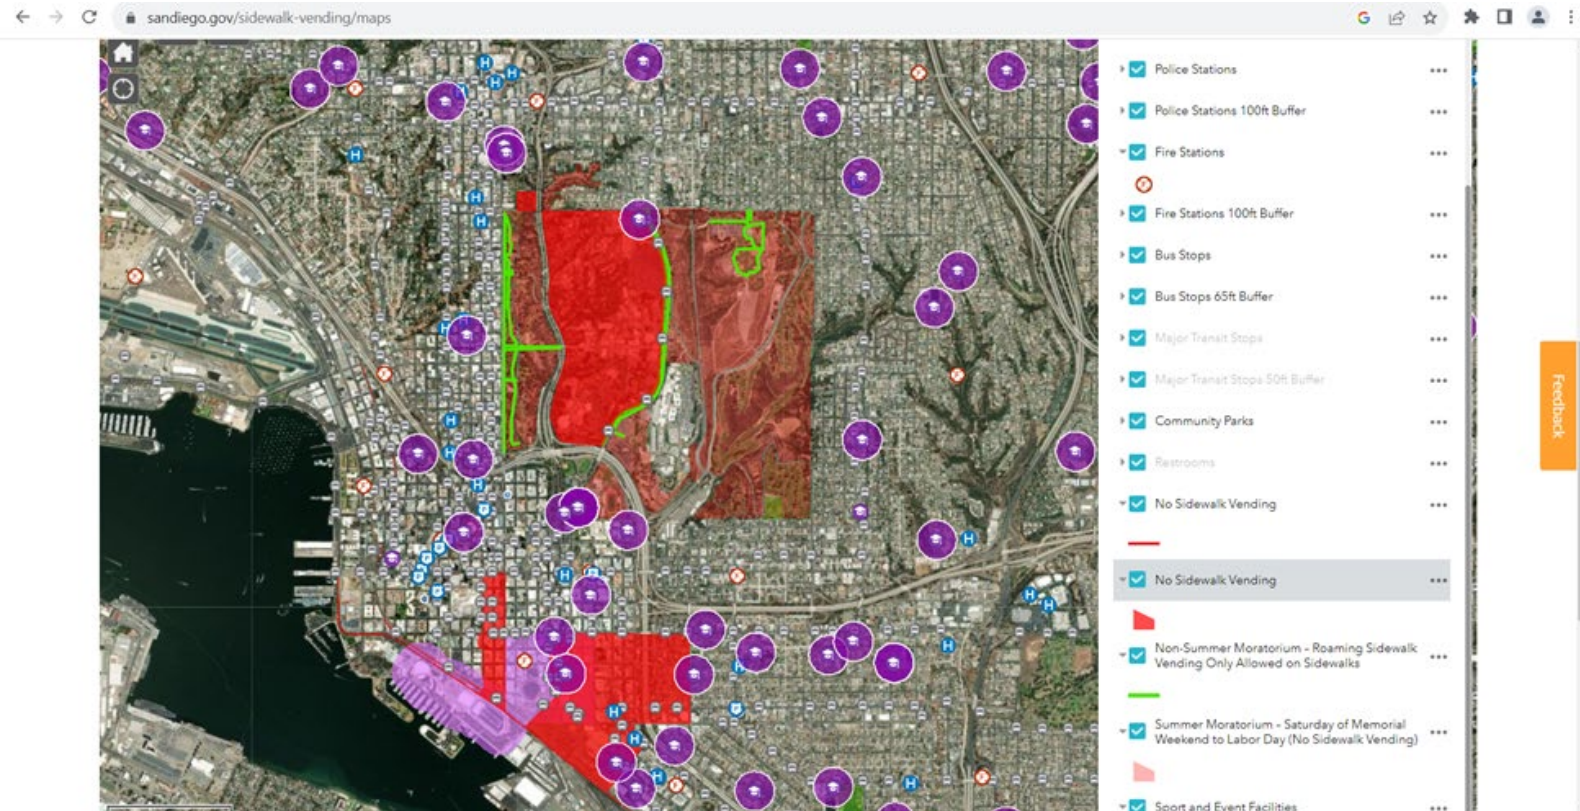 sandiego.gov/sidewalk-vending/maps
Police Stations
Police Stations 100ft Buffer
Fire Stations
Fire Stations 100ft Buffer
Bus Stops
Bus Stops 65ft Buffer
Major Transit Stops
Major Transit Stops 50ft Buffer
Community Parks
Restrooms
No Sidewalk Vending
No Sidewalk Vending
Non-Summer Moratorium - Roaming Sidewalk
Vending Only Allowed on Sidewalks
Summer Moratorium - Saturday of Memorial
Weekend to Labor Day (No Sidewalk Vending)
Sport and Event Facilities
Feedback